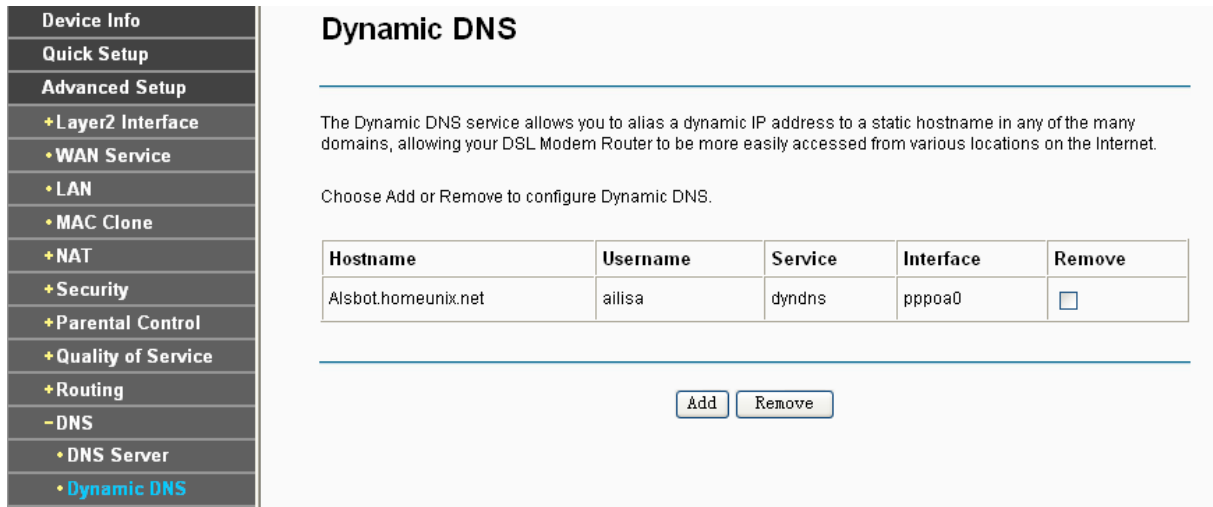 Device Info
Quick Setup
Advanced Setup
+Layer2 Interface
•WAN Service
•LAN
•MAC Clone
+NAT
+Security
+Parental Control
+Quality of Service
+Routing
−DNS
•DNS Server
•Dynamic DNS
Dynamic DNS
The Dynamic DNS service allows you to alias a dynamic IP address to a static hostname in any of the many
domains, allowing your DSL Modem Router to be more easily accessed from various locations on the Internet.
Choose Add or Remove to configure Dynamic DNS.
Hostname Username Service Interface Remove
Alsbot.homeunix.net ailisa dyndns pppoa0
Add Remove